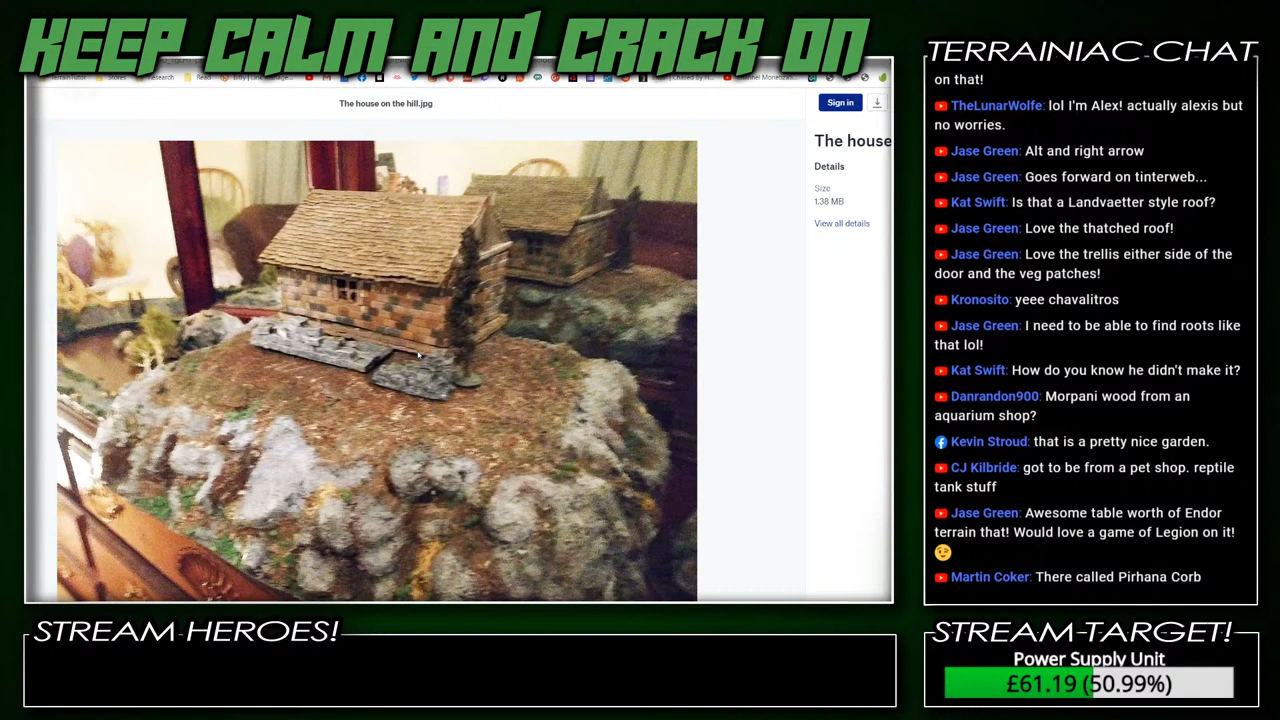 KEEP CALM AND CRACK ON
TERRAINIAC CHAT
Stores
Research
Read
The house on the hill.jpg
Sign in
The house
Details
Size
1.38 MB
View all details
on that!
TheLunarWolfe: lol I'm Alex! actually alexis but
no worries.
Jase Green: Alt and right arrow
Jase Green: Goes forward on tinterweb...
Kat Swift: Is that a Landvaetter style roof?
Jase Green: Love the thatched roof!
Jase Green: Love the trellis either side of the
door and the veg patches!
Kronosito: yeee chavalitros
Jase Green: I need to be able to find roots like
that lol!
Kat Swift: How do you know he didn't make it?
Danrandon900: Morpani wood from an
aquarium shop?
Kevin Stroud: that is a pretty nice garden.
CJ Kilbride: got to be from a pet shop. reptile
tank stuff
Jase Green: Awesome table worth of Endor
terrain that! Would love a game of Legion on it!
😉
Martin Coker: There called Pirhana Corb
STREAM HEROES!
STREAM TARGET!
Power Supply Unit
£61.19 (50.99%)